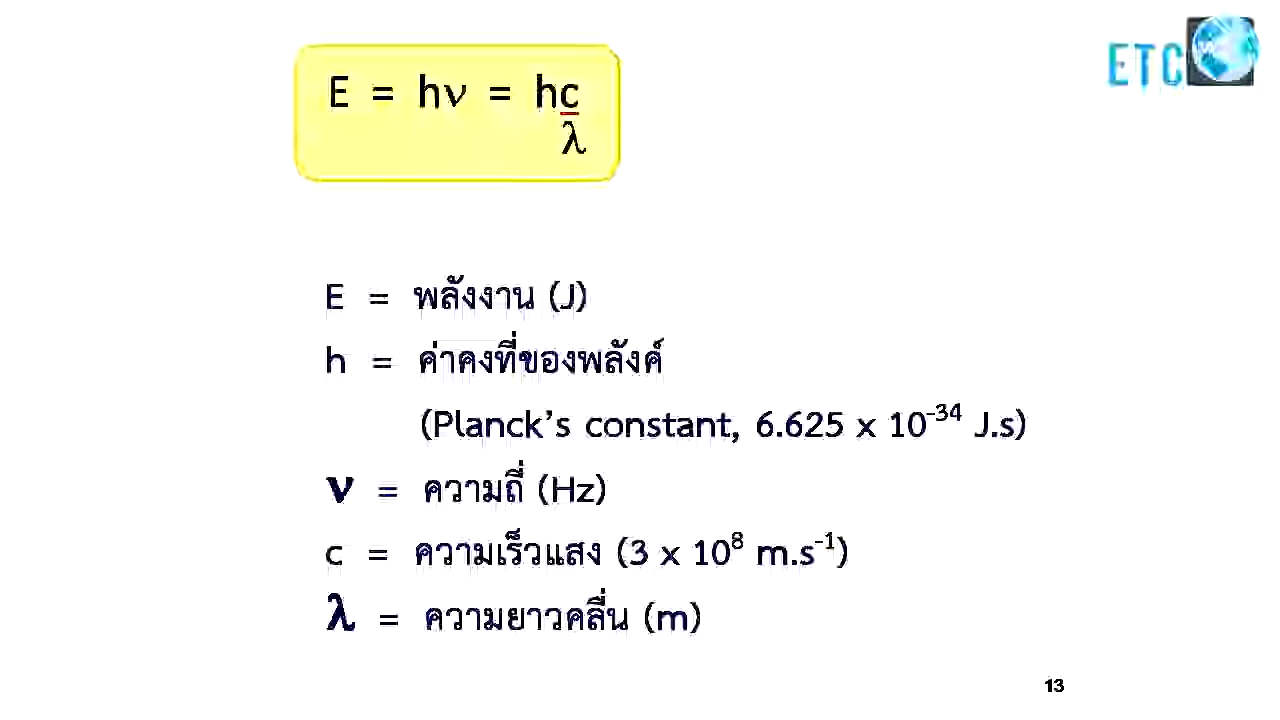 ETC
E = hν = hc
λ
E = พลังงาน (J)
h = ค่าคงที่ของพลังค์
(Planck's constant, 6.625 x 10⁻³⁴ J.s)
ν = ความถี่ (Hz)
c = ความเร็วแสง (3 x 10⁸ m.s⁻¹)
λ = ความยาวคลื่น (m)
13